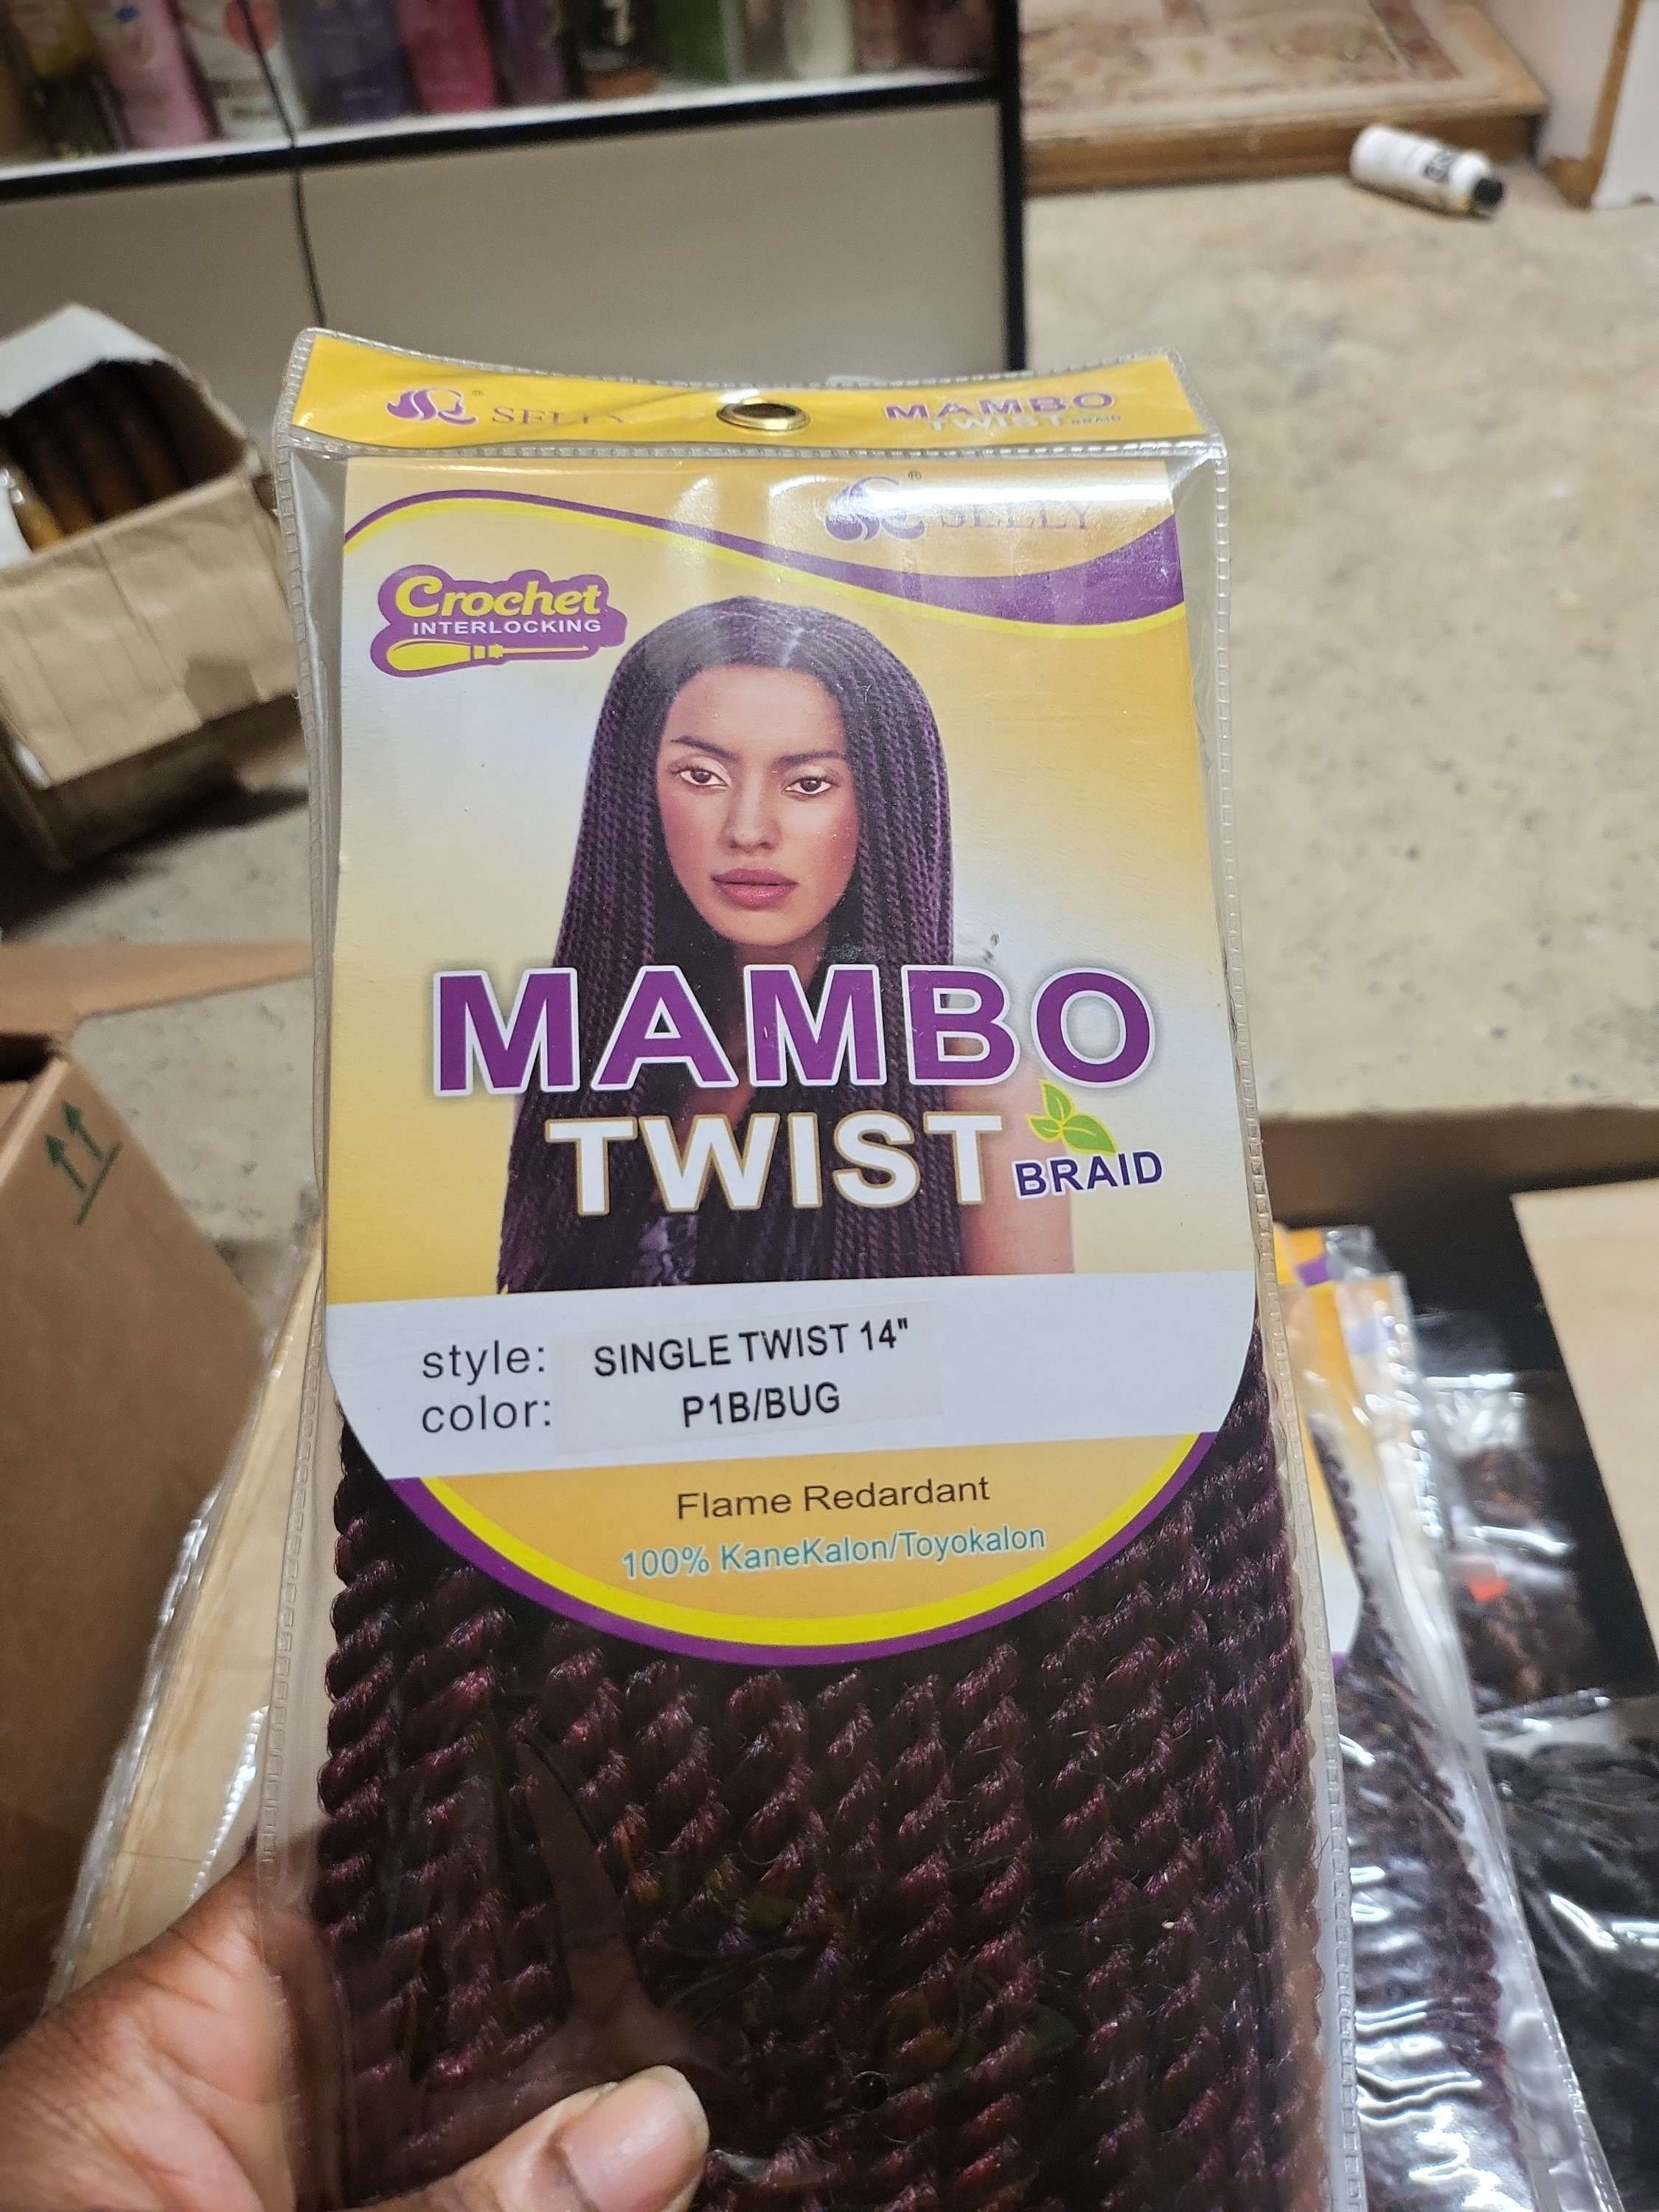 SELLY
MAMBO
TWIST BRAID
SELLY
Crochet
INTERLOCKING
MAMBO
TWIST BRAID
style: SINGLE TWIST 14"
color: P1B/BUG
Flame Redardant
100% KaneKalon/Toyokalon